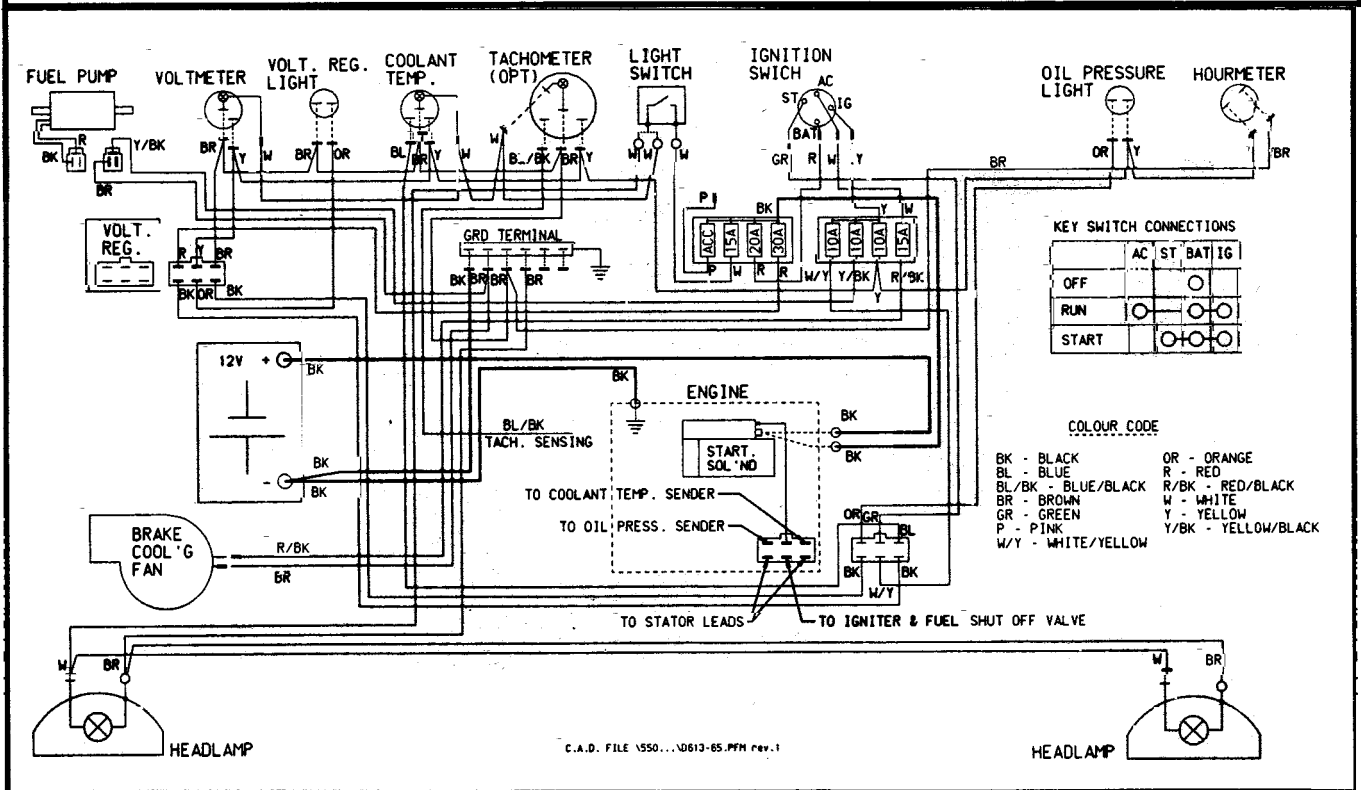 FUEL PUMP
VOLTMETER
VOLT. REG.
LIGHT
COOLANT
TEMP.
TACHOMETER
(OPT)
LIGHT
SWITCH
IGNITION
SWICH
OIL PRESSURE
LIGHT
HOURMETER
AC
ST
IG
BAT
BK
R
Y/BK
BR
BR
Y
W
BR
OR
BL
BR
Y
W
W
BR
Y
W
W
W
GR
R
W
Y
BR
OR
Y
BR
VOLT.
REG.
R
Y
BR
BK
OR
BK
GRD TERMINAL
BK
BR
BR
BR
P
BK
Y
W
ACC
15A
20A
30A
10A
10A
10A
15A
P
W
R
R
W/Y
Y/BK
Y
R/BK
KEY SWITCH CONNECTIONS
AC ST BAT IG
OFF
RUN
START
12V +
-
BK
BK
BK
BK
BL/BK
TACH. SENSING
ENGINE
START.
SOL'ND
BK
BK
TO COOLANT TEMP. SENDER
TO OIL PRESS. SENDER
OR
GR
BL
BK
W/Y
BK
TO STATOR LEADS
TO IGNITER & FUEL SHUT OFF VALVE
COLOUR CODE
BK - BLACK
BL - BLUE
BL/BK - BLUE/BLACK
BR - BROWN
GR - GREEN
P - PINK
W/Y - WHITE/YELLOW
OR - ORANGE
R - RED
R/BK - RED/BLACK
W - WHITE
Y - YELLOW
Y/BK - YELLOW/BLACK
BRAKE
COOL'G
FAN
R/BK
BR
W
BR
HEADLAMP
W
BR
HEADLAMP
C.A.D. FILE \550...\D613-65.PFM rev.1